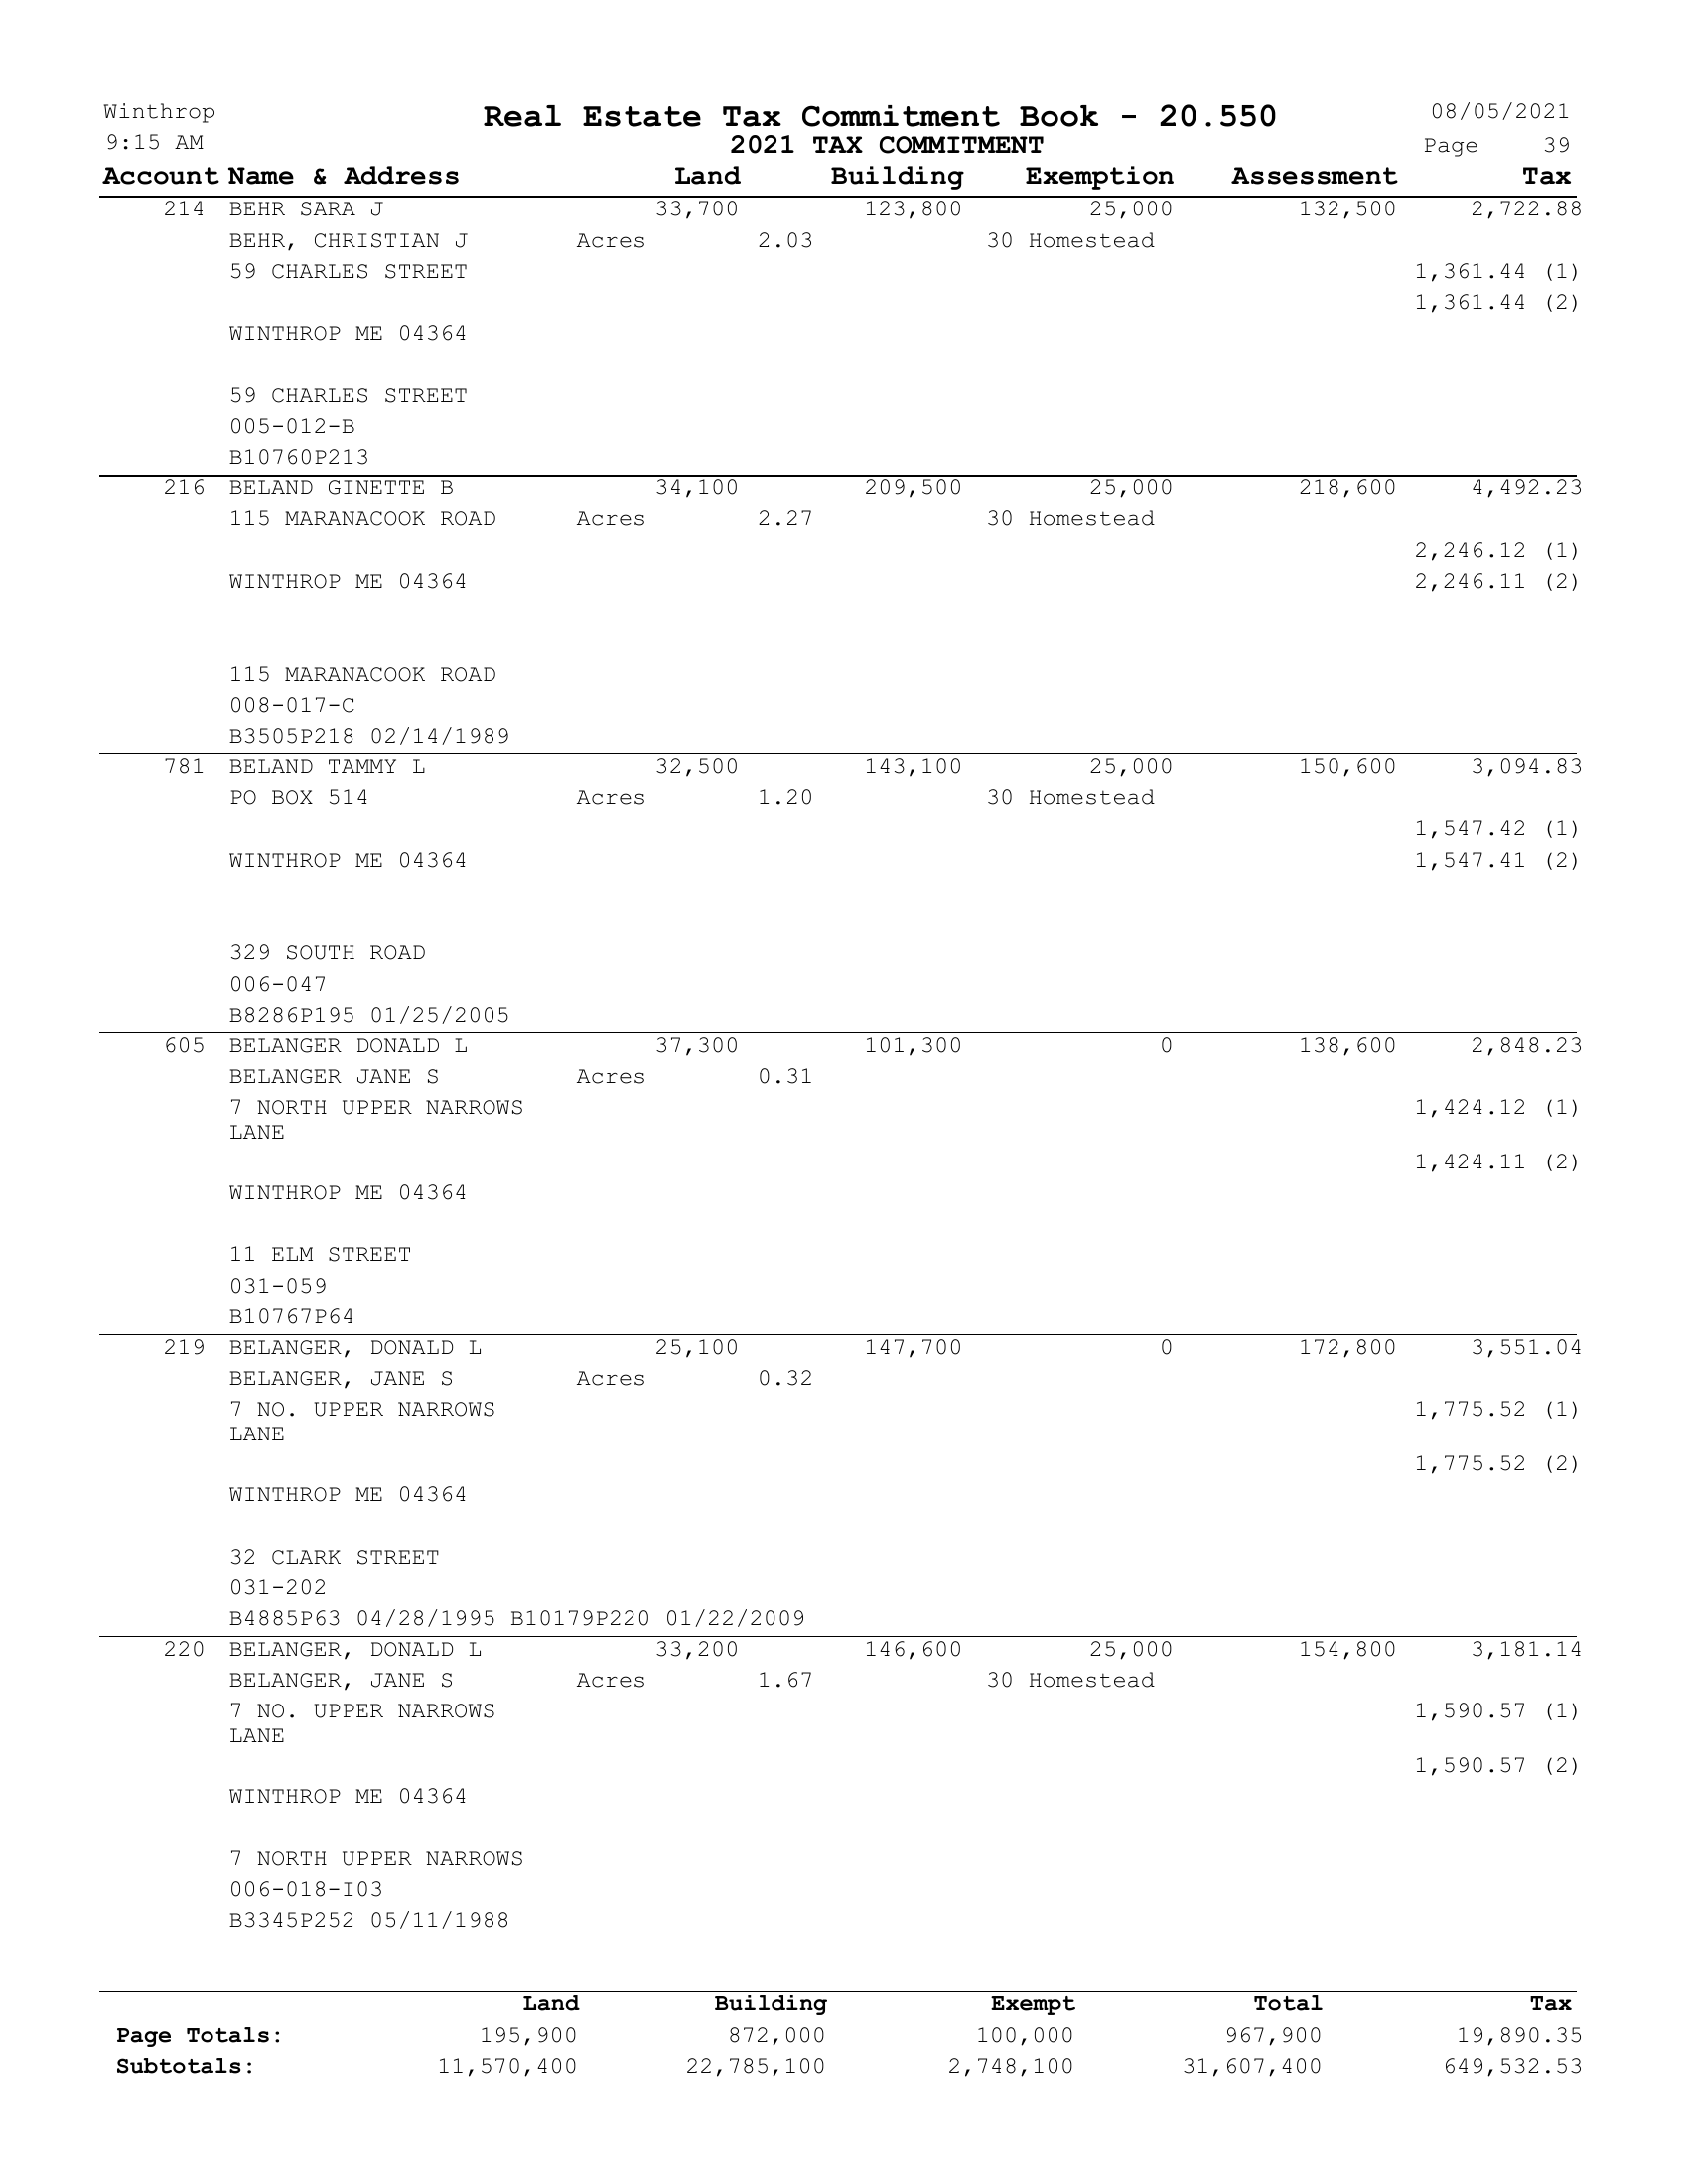 Winthrop Real Estate Tax Commitment Book - 20.550 08/05/2021
9:15 AM 2021 TAX COMMITMENT Page 39
Account Name & Address Land Building Exemption Assessment Tax
214 BEHR SARA J 33,700 123,800 25,000 132,500 2,722.88
BEHR, CHRISTIAN J Acres 2.03 30 Homestead
59 CHARLES STREET 1,361.44 (1)
1,361.44 (2)
WINTHROP ME 04364
59 CHARLES STREET
005-012-B
B10760P213
216 BELAND GINETTE B 34,100 209,500 25,000 218,600 4,492.23
115 MARANACOOK ROAD Acres 2.27 30 Homestead
2,246.12 (1)
WINTHROP ME 04364 2,246.11 (2)
115 MARANACOOK ROAD
008-017-C
B3505P218 02/14/1989
781 BELAND TAMMY L 32,500 143,100 25,000 150,600 3,094.83
PO BOX 514 Acres 1.20 30 Homestead
1,547.42 (1)
WINTHROP ME 04364 1,547.41 (2)
329 SOUTH ROAD
006-047
B8286P195 01/25/2005
605 BELANGER DONALD L 37,300 101,300 0 138,600 2,848.23
BELANGER JANE S Acres 0.31
7 NORTH UPPER NARROWS 1,424.12 (1)
LANE
1,424.11 (2)
WINTHROP ME 04364
11 ELM STREET
031-059
B10767P64
219 BELANGER, DONALD L 25,100 147,700 0 172,800 3,551.04
BELANGER, JANE S Acres 0.32
7 NO. UPPER NARROWS 1,775.52 (1)
LANE
1,775.52 (2)
WINTHROP ME 04364
32 CLARK STREET
031-202
B4885P63 04/28/1995 B10179P220 01/22/2009
220 BELANGER, DONALD L 33,200 146,600 25,000 154,800 3,181.14
BELANGER, JANE S Acres 1.67 30 Homestead
7 NO. UPPER NARROWS 1,590.57 (1)
LANE
1,590.57 (2)
WINTHROP ME 04364
7 NORTH UPPER NARROWS
006-018-I03
B3345P252 05/11/1988
Land Building Exempt Total Tax
Page Totals: 195,900 872,000 100,000 967,900 19,890.35
Subtotals: 11,570,400 22,785,100 2,748,100 31,607,400 649,532.53